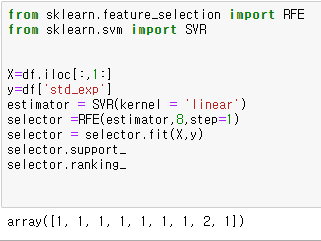 from sklearn.feature_selection import RFE
from sklearn.svm import SVR
X=df.iloc[:,1:]
y=df['std_exp']
estimator = SVR(kernel = 'linear')
selector =RFE(estimator,8,step=1)
selector = selector.fit(X,y)
selector.support_
selector.ranking_
array([1, 1, 1, 1, 1, 1, 1, 2, 1])